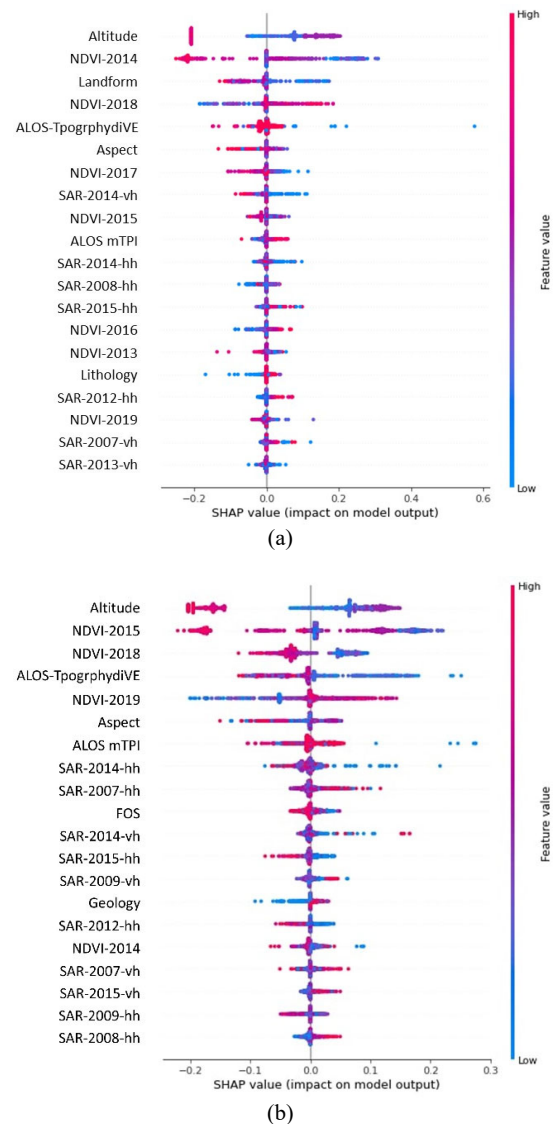 High
Altitude
NDVI-2014
Landform
NDVI-2018
ALOS-TpogrphydiVE
Aspect
NDVI-2017
SAR-2014-vh
NDVI-2015
ALOS mTPI
SAR-2014-hh
SAR-2008-hh
SAR-2015-hh
NDVI-2016
NDVI-2013
Lithology
SAR-2012-hh
NDVI-2019
SAR-2007-vh
SAR-2013-vh
Feature value
Low
−0.2 0.0 0.2 0.4 0.6
SHAP value (impact on model output)
(a)
High
Altitude
NDVI-2015
NDVI-2018
ALOS-TpogrphydiVE
NDVI-2019
Aspect
ALOS mTPI
SAR-2014-hh
SAR-2007-hh
FOS
SAR-2014-vh
SAR-2015-hh
SAR-2009-vh
Geology
SAR-2012-hh
NDVI-2014
SAR-2007-vh
SAR-2015-vh
SAR-2009-hh
SAR-2008-hh
Feature value
Low
−0.2 −0.1 0.0 0.1 0.2 0.3
SHAP value (impact on model output)
(b)